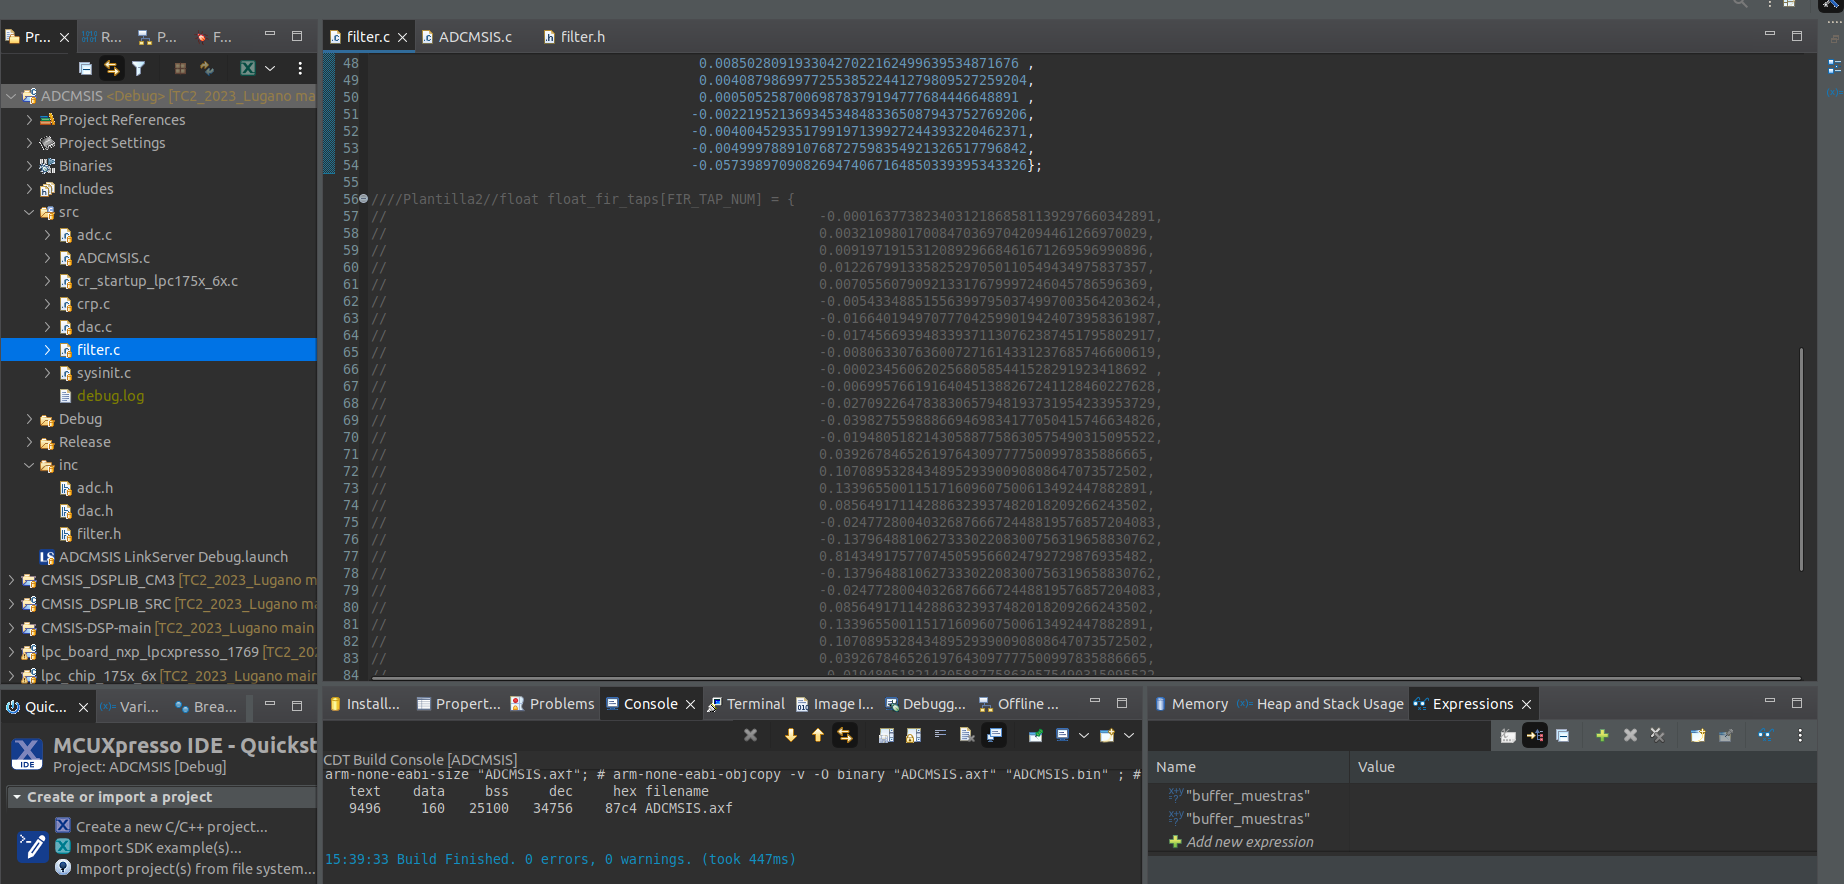 Pr...
R...
P...
F...
ADCMSIS <Debug> [TC2_2023_Lugano ma
Project References
Project Settings
Binaries
Includes
src
adc.c
ADCMSIS.c
cr_startup_lpc175x_6x.c
crp.c
dac.c
filter.c
sysinit.c
debug.log
Debug
Release
inc
adc.h
dac.h
filter.h
ADCMSIS LinkServer Debug.launch
CMSIS_DSPLIB_CM3 [TC2_2023_Lugano m
CMSIS_DSPLIB_SRC [TC2_2023_Lugano ma
CMSIS-DSP-main [TC2_2023_Lugano main
lpc_board_nxp_lpcxpresso_1769 [TC2_202
lpc_chip_175x_6x [TC2_2023_Lugano main
filter.c
ADCMSIS.c
filter.h
48 0.008502809193304270221624996395348716​76 ,
49 0.004087986997725538522441279809527259204,
50 0.000505258700698783791947776844466488​91 ,
51 -0.002219521369345348483365087943752769206,
52 -0.004004529351799197139927244393220462371,
53 -0.004999788910768727598354921326517796842,
54 -0.057398970908269474067164850339395343326};
55
56 ////Plantilla2//float float_fir_taps[FIR_TAP_NUM] = {
57 // -0.000163773823403121868581139297660342891,
58 // 0.003210980170084703697042094461266970029,
59 // 0.009197191531208929668461671269596990896,
60 // 0.012267991335825297050110549434975837357,
61 // 0.007055607909213317679997246045786596369,
62 // -0.005433488515563997950374997003564203624,
63 // -0.016640194970777042599019424073958361987,
64 // -0.017456693948339371130762387451795802917,
65 // -0.008063307636007271614331237685746600619,
66 // -0.000234560620256805854415282919234186​92 ,
67 // -0.006995766191640451388267241128460227628,
68 // -0.027092264783830657948193731954233953729,
69 // -0.039827559888669469834177050415746634826,
70 // -0.019480518214305887758630575490315095522,
71 // 0.039267846526197643097777500997835886665,
72 // 0.107089532843489529390090808647073572502,
73 // 0.133965500115171609607500613492447882891,
74 // 0.085649171142886323937482018209266243502,
75 // -0.024772800403268766672448819576857204083,
76 // -0.137964881062733302208300756319658830762,
77 // 0.814349175770745059566024792729876935482,
78 // -0.137964881062733302208300756319658830762,
79 // -0.024772800403268766672448819576857204083,
80 // 0.085649171142886323937482018209266243502,
81 // 0.133965500115171609607500613492447882891,
82 // 0.107089532843489529390090808647073572502,
83 // 0.039267846526197643097777500997835886665,
84 // -0.019480518214305887758630575490315095522
Quic...
Vari...
Brea...
MCUXpresso IDE - Quickst
Project: ADCMSIS [Debug]
Create or import a project
Create a new C/C++ project...
Import SDK example(s)...
Import project(s) from file system...
IDE
Install...
Propert...
Problems
Console
Terminal
Image I...
Debugg...
Offline ...
CDT Build Console [ADCMSIS]
arm-none-eabi-size "ADCMSIS.axf"; # arm-none-eabi-objcopy -v -O binary "ADCMSIS.axf" "ADCMSIS.bin" ; #
text data bss dec hex filename
9496 160 25100 34756 87c4 ADCMSIS.axf
15:39:33 Build Finished. 0 errors, 0 warnings. (took 447ms)
Memory
Heap and Stack Usage
Expressions
Name Value
"buffer_muestras"
"buffer_muestras"
Add new expression